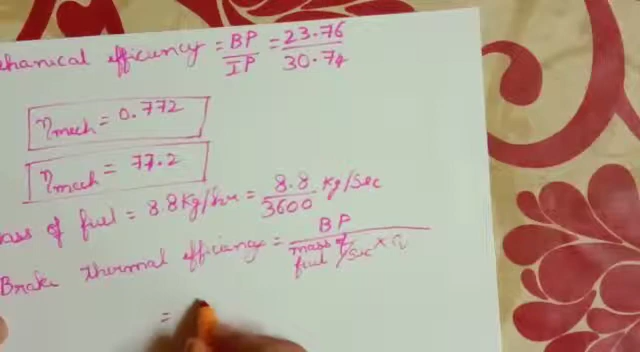 chanical efficiency = BP/IP = 23.76/30.74
ηmech = 0.772
ηmech = 77.2
ass of fuel = 8.8 Kg/hr = 8.8/3600 Kg/sec
Brake thermal efficiency = BP/mass of fuel /sec ×
=